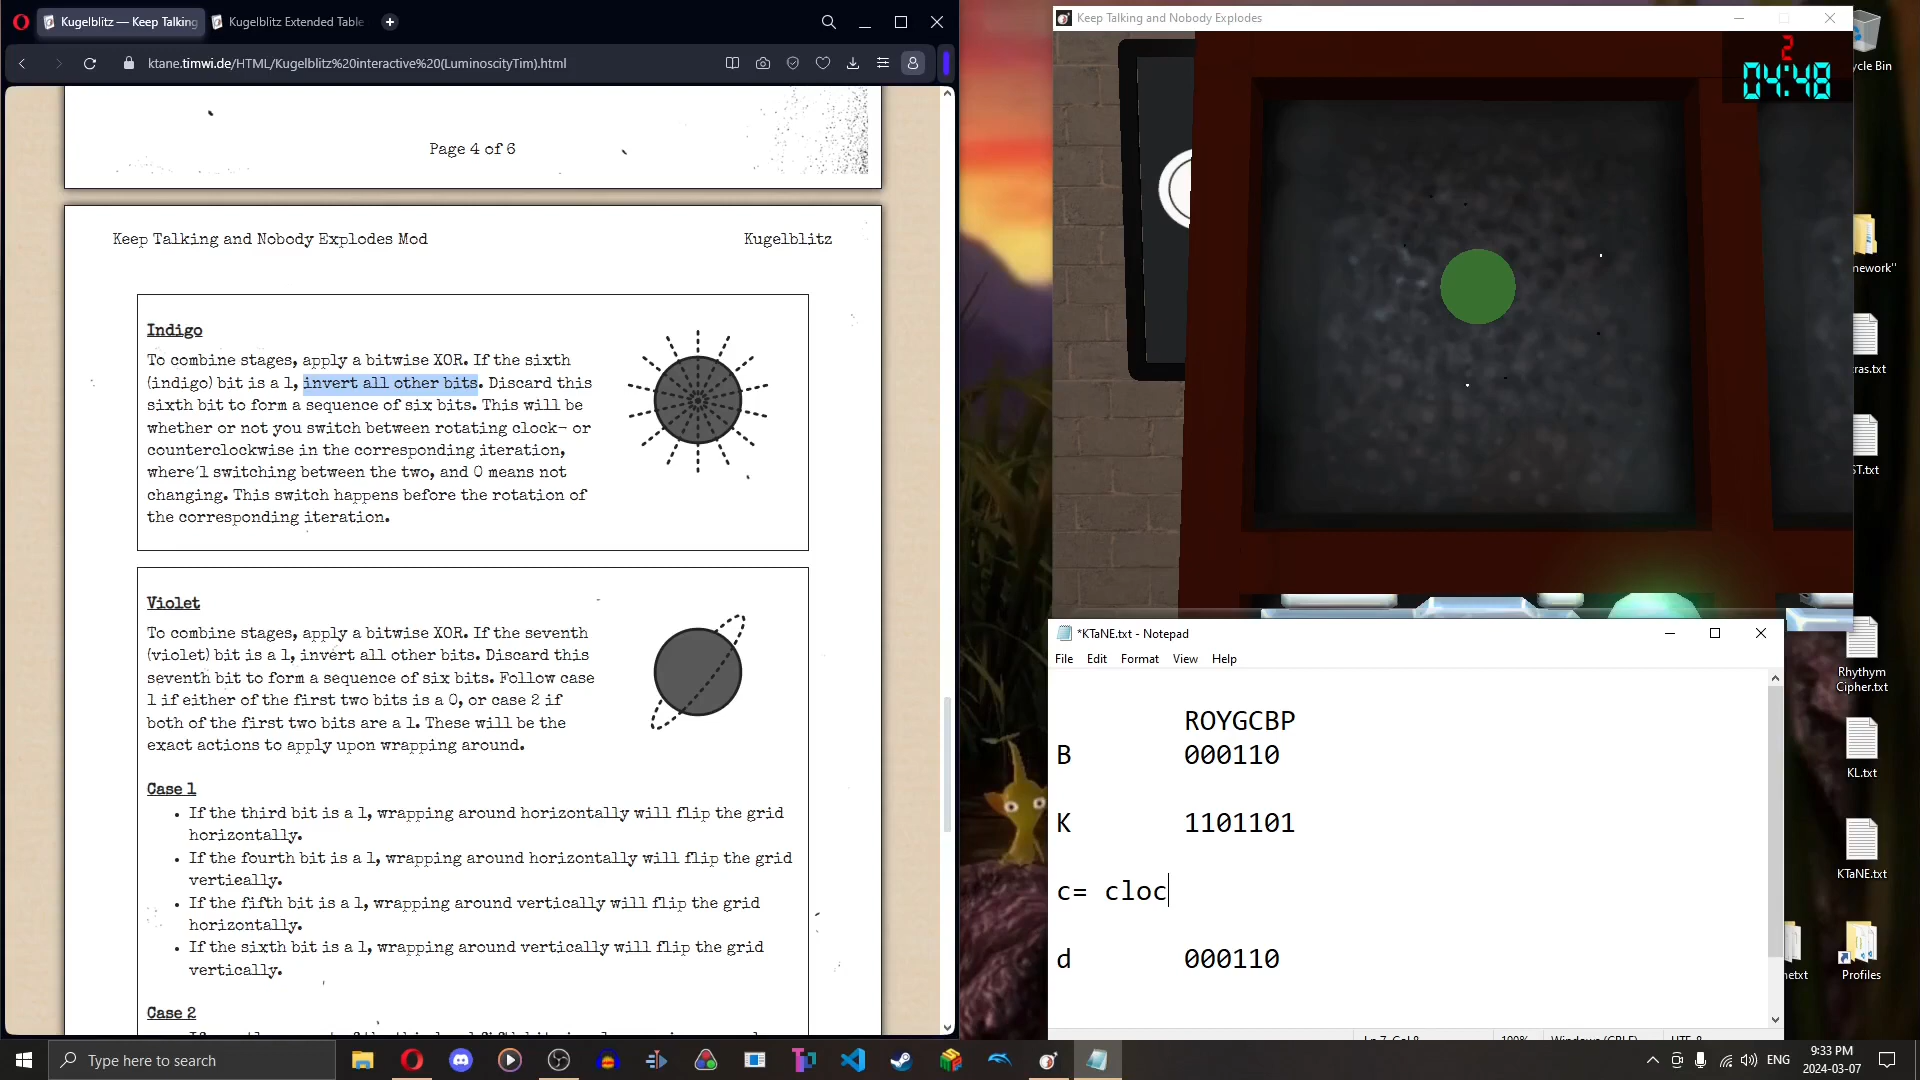 Kugelblitz — Keep Talking
Kugelblitz Extended Table
ktane.timwi.de/HTML/Kugelblitz%20interactive%20(LuminoscityTim).html
Page 4 of 6
Keep Talking and Nobody Explodes Mod
Kugelblitz
Indigo
To combine stages, apply a bitwise XOR. If the sixth
(indigo) bit is a 1, invert all other bits. Discard this
sixth bit to form a sequence of six bits. This will be
whether or not you switch between rotating clock- or
counterclockwise in the corresponding iteration,
where 1 switching between the two, and 0 means not
changing. This switch happens before the rotation of
the corresponding iteration.
Violet
To combine stages, apply a bitwise XOR. If the seventh
(violet) bit is a 1, invert all other bits. Discard this
seventh bit to form a sequence of six bits. Follow case
1 if either of the first two bits is a 0, or case 2 if
both of the first two bits are a 1. These will be the
exact actions to apply upon wrapping around.
Case 1
• If the third bit is a 1, wrapping around horizontally will flip the grid
horizontally.
• If the fourth bit is a 1, wrapping around horizontally will flip the grid
vertically.
• If the fifth bit is a 1, wrapping around vertically will flip the grid
horizontally.
• If the sixth bit is a 1, wrapping around vertically will flip the grid
vertically.
Case 2
Keep Talking and Nobody Explodes
2
04:48
*KTaNE.txt - Notepad
File Edit Format View Help
ROYGCBP
B 000110
K 1101101
c= cloc
d 000110
100%
ycle Bin
mework"
ras.txt
ST.txt
Rhythym
Cipher.txt
KL.txt
KTaNE.txt
netxt
Profiles
Type here to search
ENG
9:33 PM
2024-03-07